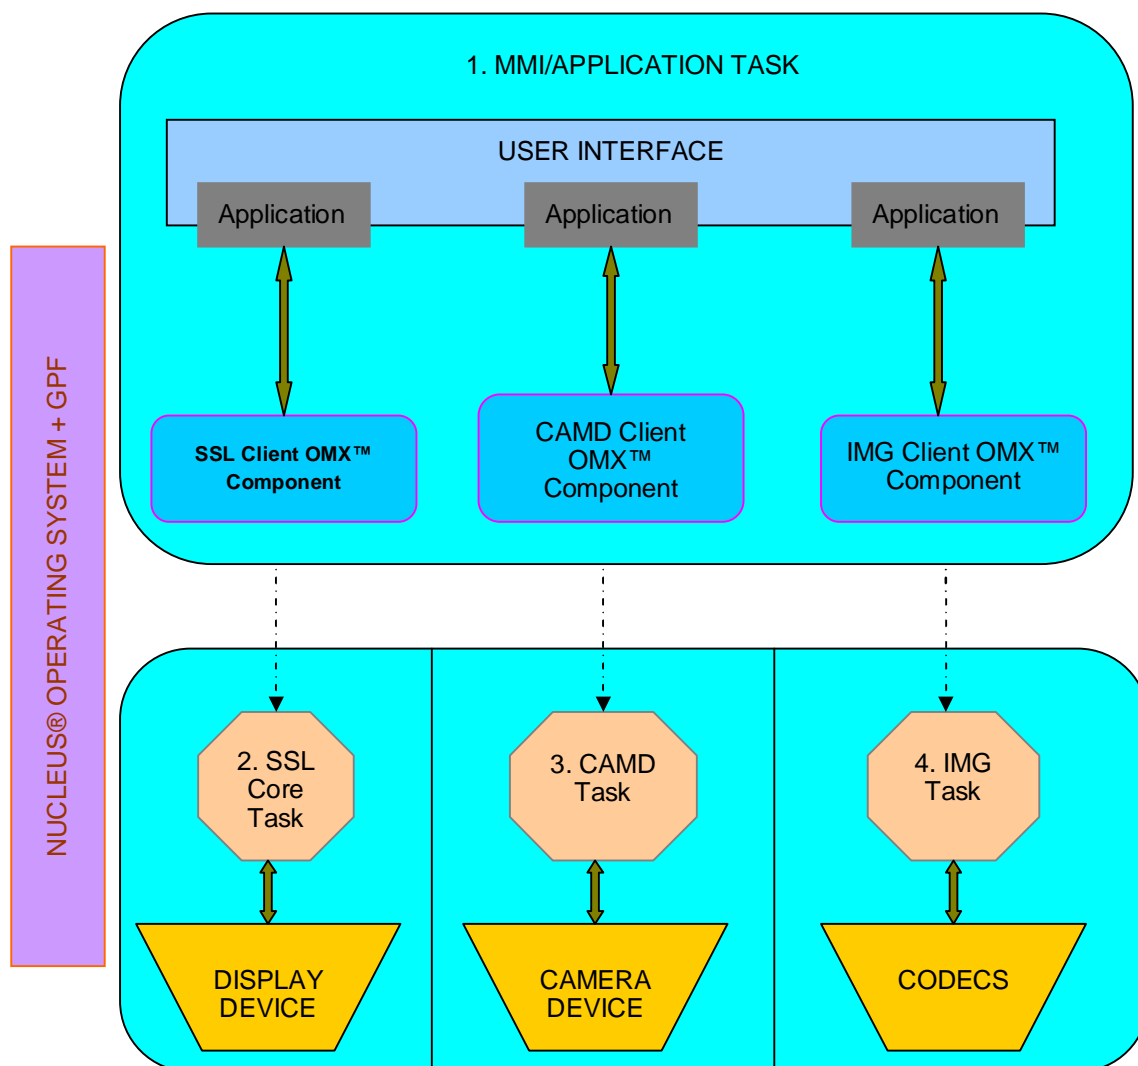 1. MMI/APPLICATION TASK
USER INTERFACE
Application
Application
Application
NUCLEUS® OPERATING SYSTEM + GPF
SSL Client OMX™
Component
CAMD Client
OMX™
Component
IMG Client OMX™
Component
2. SSL
Core
Task
3. CAMD
Task
4. IMG
Task
DISPLAY
DEVICE
CAMERA
DEVICE
CODECS